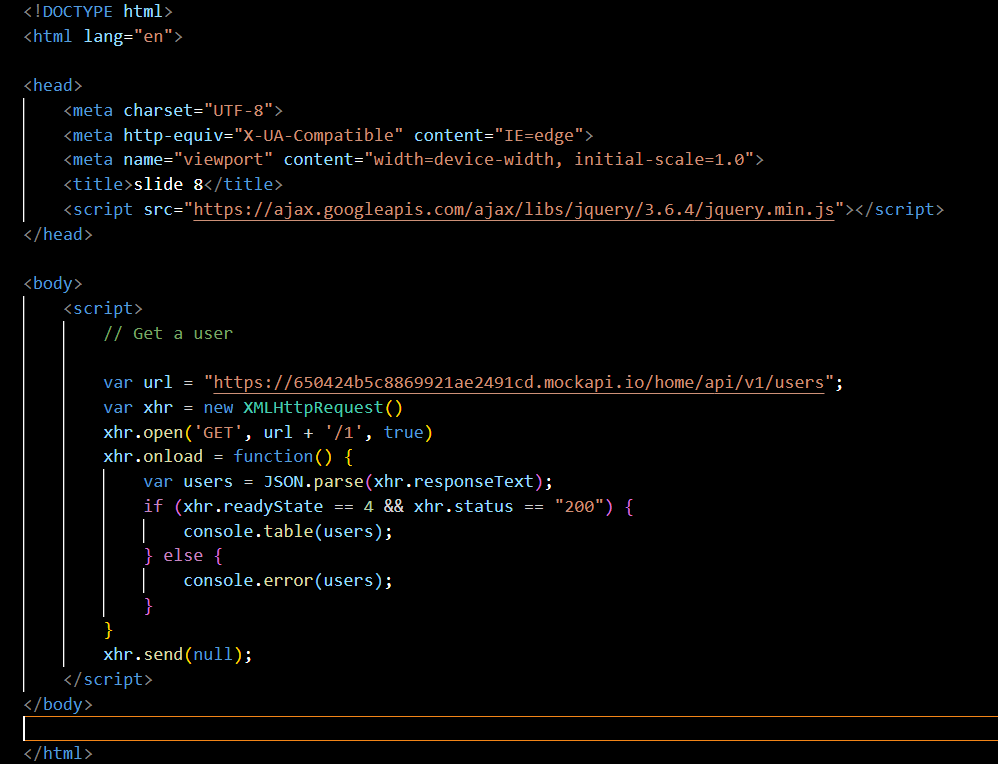 <!DOCTYPE html>
<html lang="en">
<head>
<meta charset="UTF-8">
<meta http-equiv="X-UA-Compatible" content="IE=edge">
<meta name="viewport" content="width=device-width, initial-scale=1.0">
<title>slide 8</title>
<script src="https://ajax.googleapis.com/ajax/libs/jquery/3.6.4/jquery.min.js"></script>
</head>
<body>
<script>
// Get a user
var url = "https://650424b5c8869921ae2491cd.mockapi.io/home/api/v1/users";
var xhr = new XMLHttpRequest()
xhr.open('GET', url + '/1', true)
xhr.onload = function() {
var users = JSON.parse(xhr.responseText);
if (xhr.readyState == 4 && xhr.status == "200") {
console.table(users);
} else {
console.error(users);
}
}
xhr.send(null);
</script>
</body>
</html>